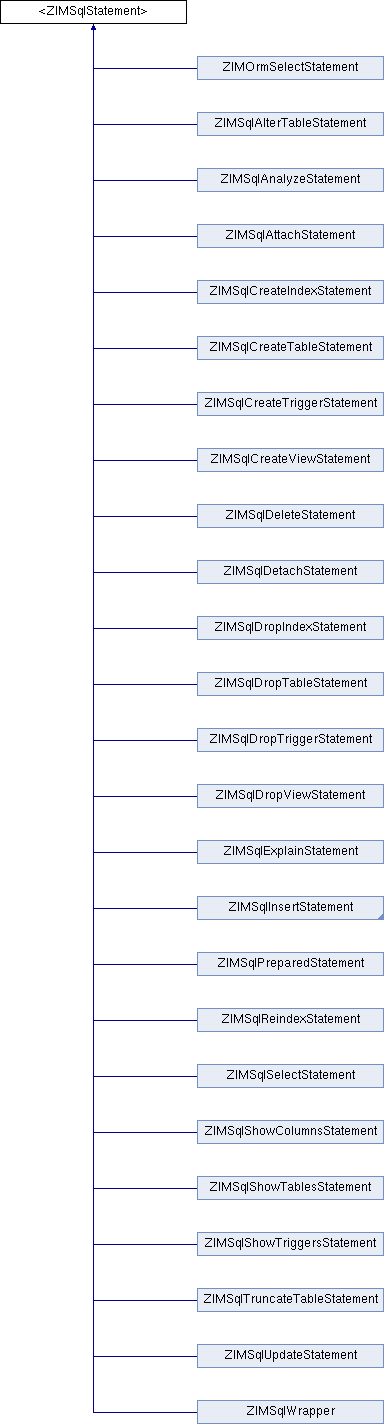 <ZIMSqlStatement>
ZIMOrmSelectStatement
ZIMSqlAlterTableStatement
ZIMSqlAnalyzeStatement
ZIMSqlAttachStatement
ZIMSqlCreateIndexStatement
ZIMSqlCreateTableStatement
ZIMSqlCreateTriggerStatement
ZIMSqlCreateViewStatement
ZIMSqlDeleteStatement
ZIMSqlDetachStatement
ZIMSqlDropIndexStatement
ZIMSqlDropTableStatement
ZIMSqlDropTriggerStatement
ZIMSqlDropViewStatement
ZIMSqlExplainStatement
ZIMSqlInsertStatement
ZIMSqlPreparedStatement
ZIMSqlReindexStatement
ZIMSqlSelectStatement
ZIMSqlShowColumnsStatement
ZIMSqlShowTablesStatement
ZIMSqlShowTriggersStatement
ZIMSqlTruncateTableStatement
ZIMSqlUpdateStatement
ZIMSqlWrapper